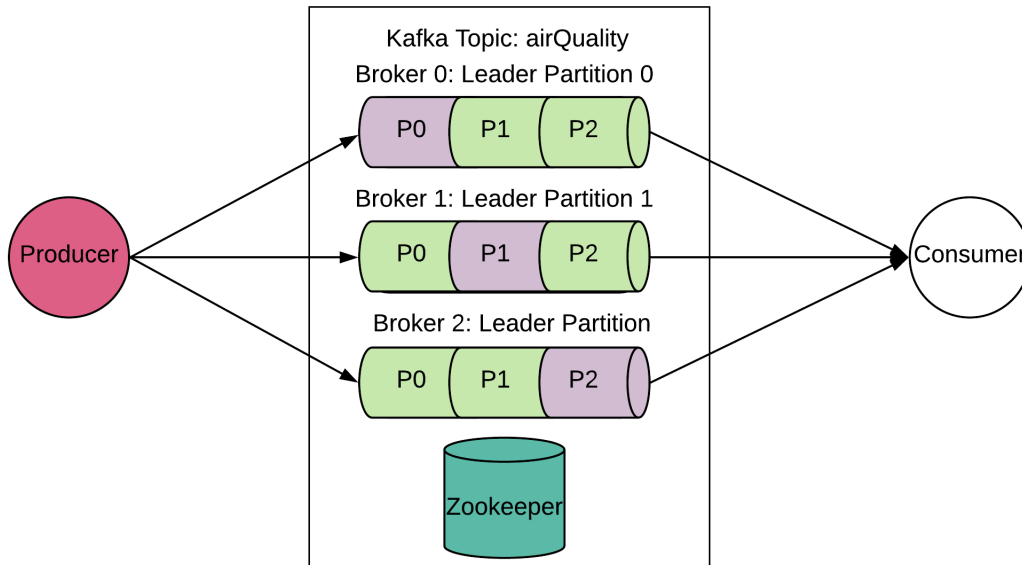 Kafka Topic: airQuality
Broker 0: Leader Partition 0
P0 P1 P2
Broker 1: Leader Partition 1
Producer
P0 P1 P2
Consumer
Broker 2: Leader Partition
P0 P1 P2
Zookeeper